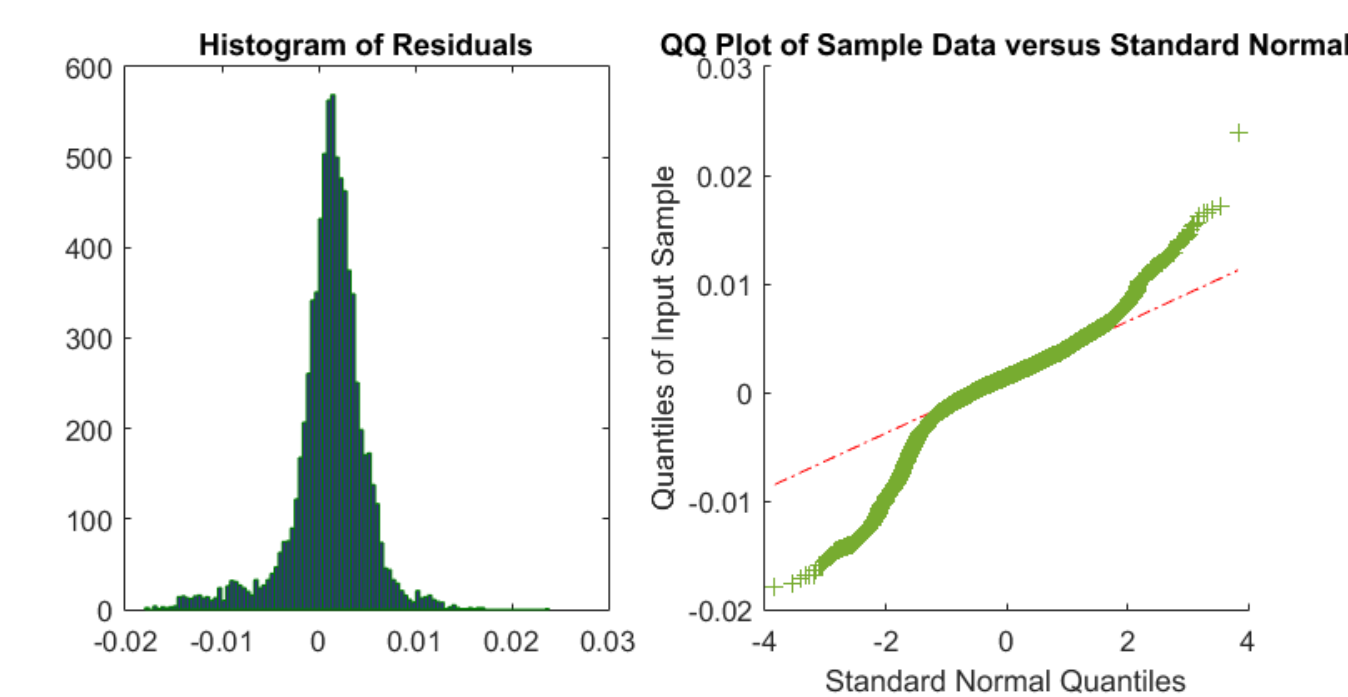 Histogram of Residuals
600
500
400
300
200
100
0
-0.02 -0.01 0 0.01 0.02 0.03
QQ Plot of Sample Data versus Standard Normal
0.03
0.02
0.01
0
-0.01
-0.02
Quantiles of Input Sample
-4 -2 0 2 4
Standard Normal Quantiles